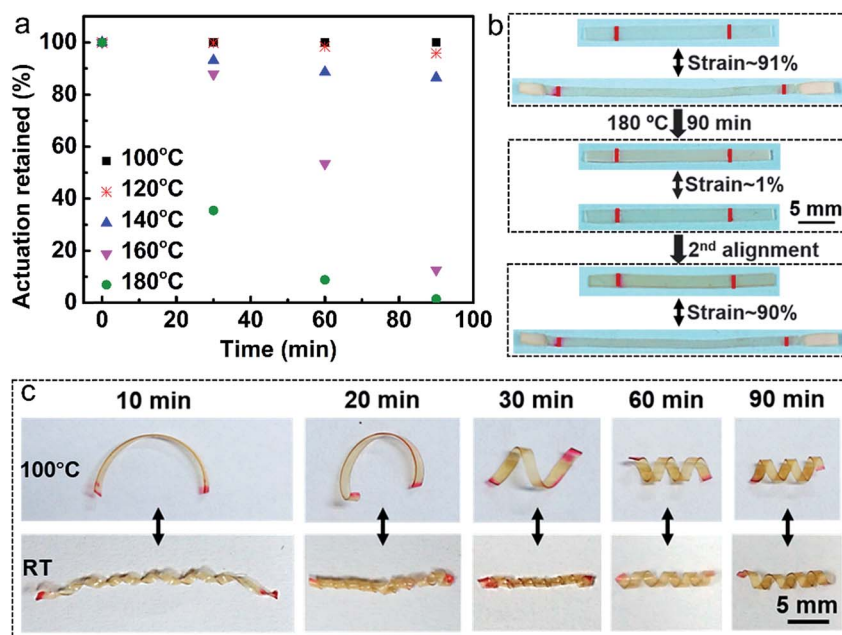 a
Actuation retained (%)
100
80
60
40
20
0
100°C
120°C
140°C
160°C
180°C
0 20 40 60 80 100
Time (min)
b
Strain~91%
180 ºC 90 min
Strain~1%
5 mm
2nd alignment
Strain~90%
c
10 min 20 min 30 min 60 min 90 min
100°C
RT
5 mm